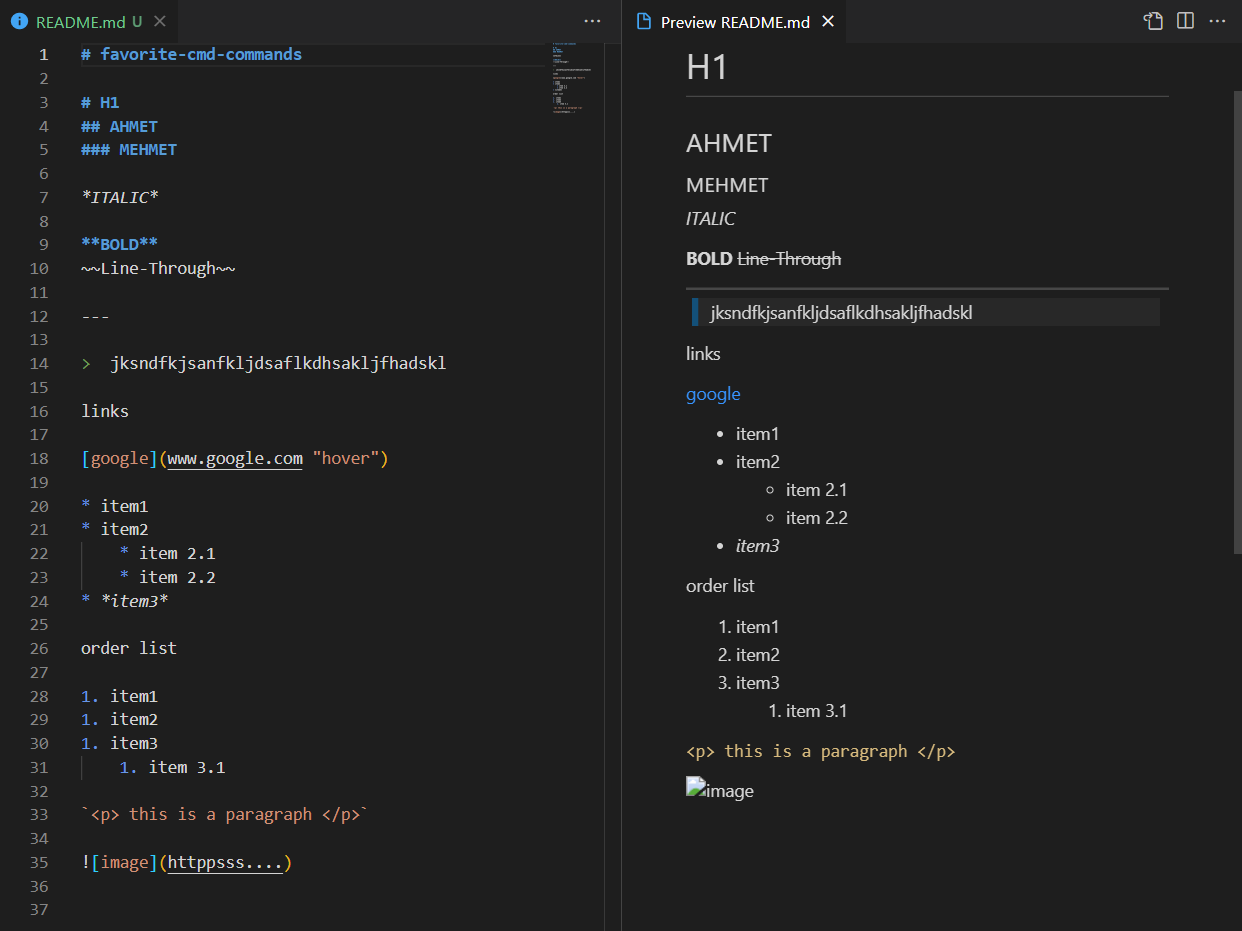 README.md U
Preview README.md
1 # favorite-cmd-commands
2
3 # H1
4 ## AHMET
5 ### MEHMET
6
7 *ITALIC*
8
9 **BOLD**
10 ~~Line-Through~~
11
12 ---
13
14 > jksndfkjsanfkljdsaflkdhsakljfhadskl
15
16 links
17
18 [google](www.google.com "hover")
19
20 * item1
21 * item2
22 * item 2.1
23 * item 2.2
24 * *item3*
25
26 order list
27
28 1. item1
29 1. item2
30 1. item3
31 1. item 3.1
32
33 `<p> this is a paragraph </p>`
34
35 ![image](httppsss....)
36
37
H1
AHMET
MEHMET
ITALIC
BOLD Line-Through
jksndfkjsanfkljdsaflkdhsakljfhadskl
links
google
• item1
• item2
◦ item 2.1
◦ item 2.2
• item3
order list
1. item1
2. item2
3. item3
1. item 3.1
<p> this is a paragraph </p>
image